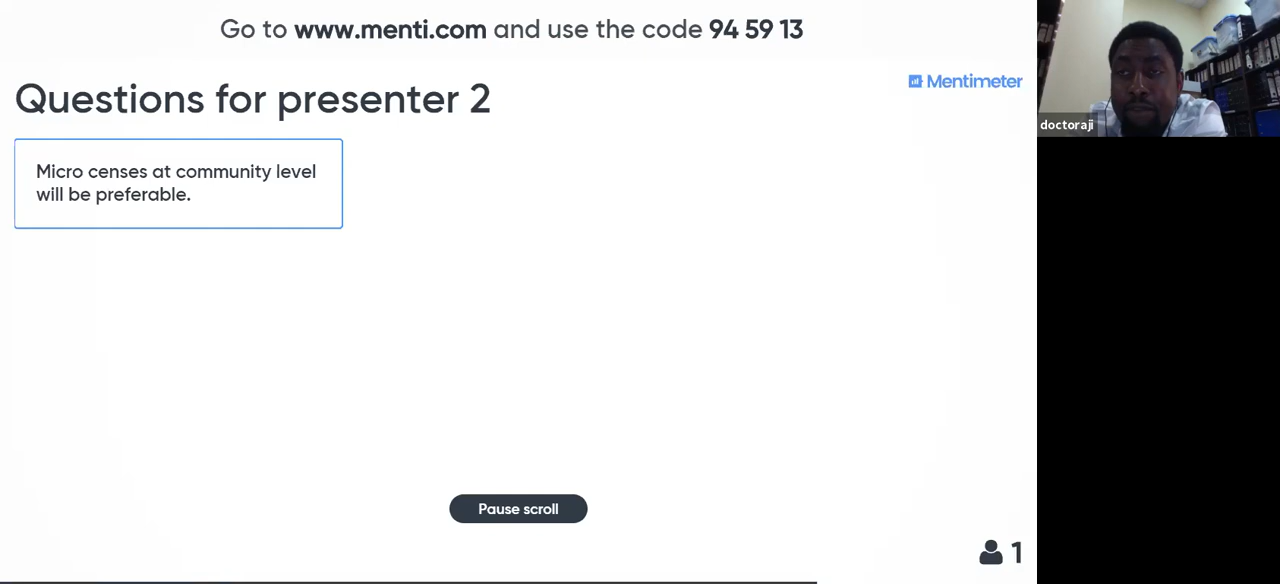 Go to www.menti.com and use the code 94 59 13
Mentimeter
Questions for presenter 2
Micro censes at community level
will be preferable.
doctoraji
Pause scroll
1